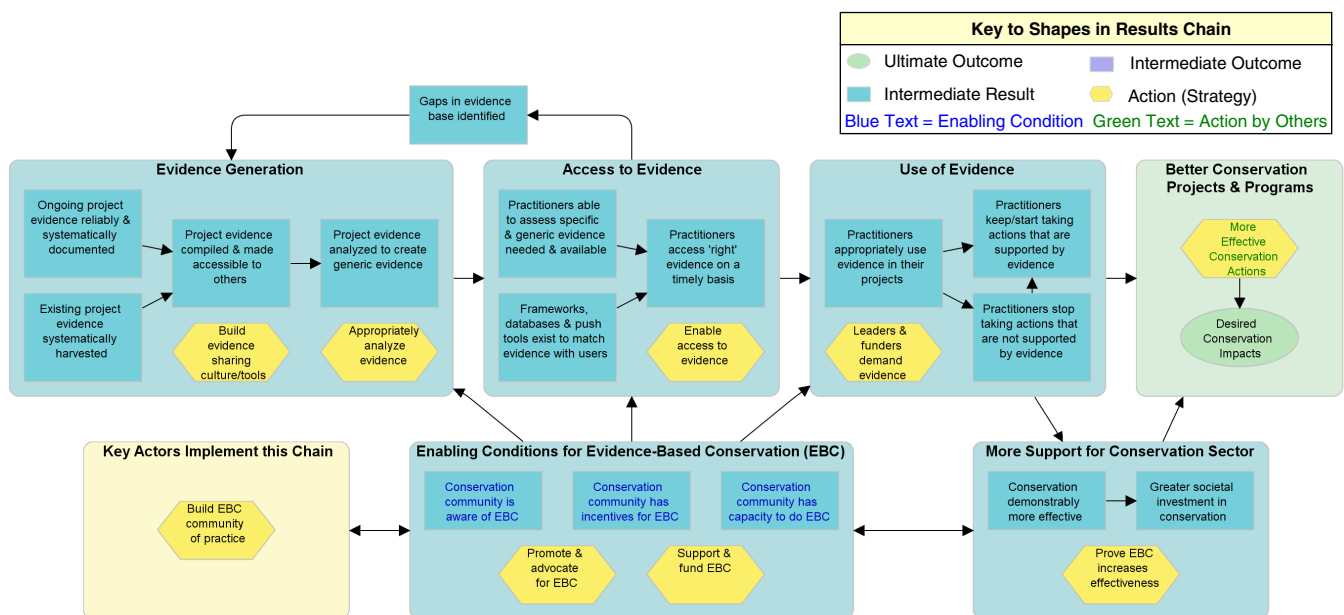 Key to Shapes in Results Chain
Ultimate Outcome
Intermediate Outcome
Intermediate Result
Action (Strategy)
Blue Text = Enabling Condition
Green Text = Action by Others
Gaps in evidence
base identified
Evidence Generation
Ongoing project
evidence reliably &
systematically
documented
Existing project
evidence
systematically
harvested
Project evidence
compiled & made
accessible to
others
Project evidence
analyzed to create
generic evidence
Build
evidence
sharing
culture/tools
Appropriately
analyze
evidence
Access to Evidence
Practitioners able
to assess specific
& generic evidence
needed & available
Frameworks,
databases & push
tools exist to match
evidence with users
Practitioners
access 'right'
evidence on a
timely basis
Enable
access to
evidence
Use of Evidence
Practitioners
appropriately use
evidence in their
projects
Practitioners
keep/start taking
actions that are
supported by
evidence
Practitioners stop
taking actions that
are not supported
by evidence
Leaders &
funders
demand
evidence
Better Conservation
Projects & Programs
More
Effective
Conservation
Actions
Desired
Conservation
Impacts
Key Actors Implement this Chain
Build EBC
community
of practice
Enabling Conditions for Evidence-Based Conservation (EBC)
Conservation
community is
aware of EBC
Conservation
community has
incentives for EBC
Conservation
community has
capacity to do EBC
Promote &
advocate
for EBC
Support &
fund EBC
More Support for Conservation Sector
Conservation
demonstrably
more effective
Greater societal
investment in
conservation
Prove EBC
increases
effectiveness